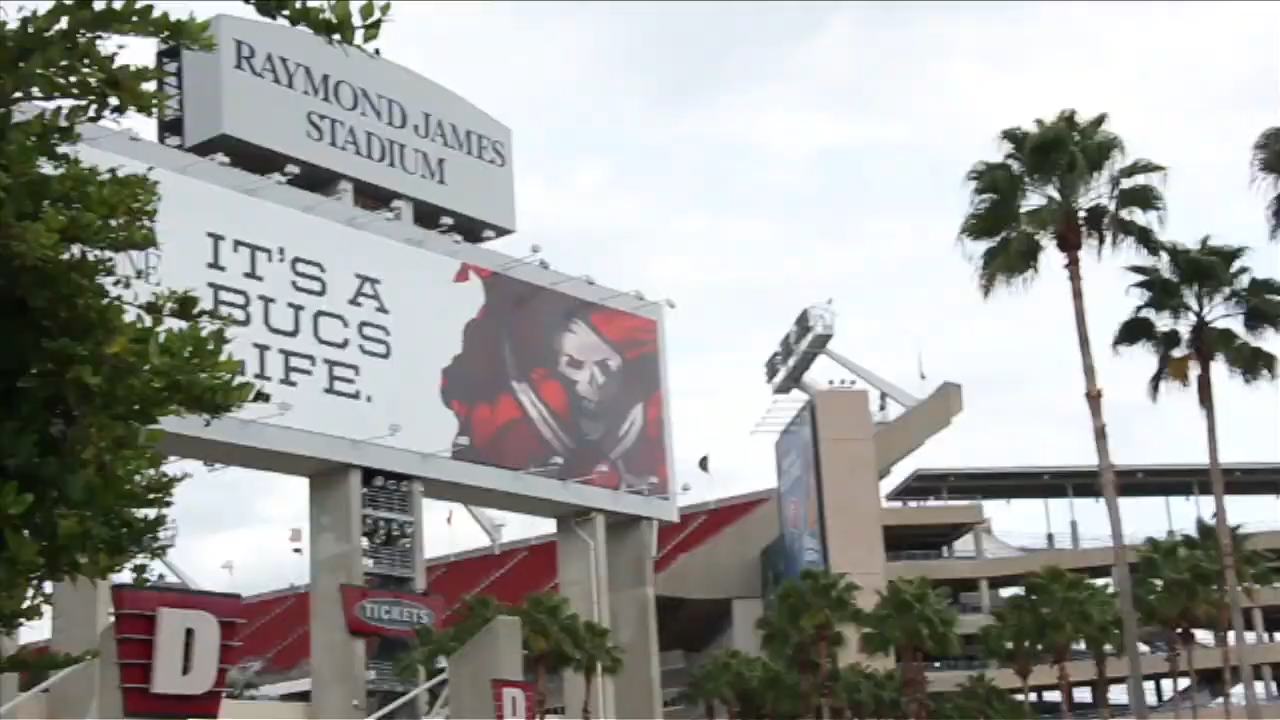 RAYMOND JAMES
STADIUM
IT'S A
BUCS
LIFE.
TICKETS
D
D